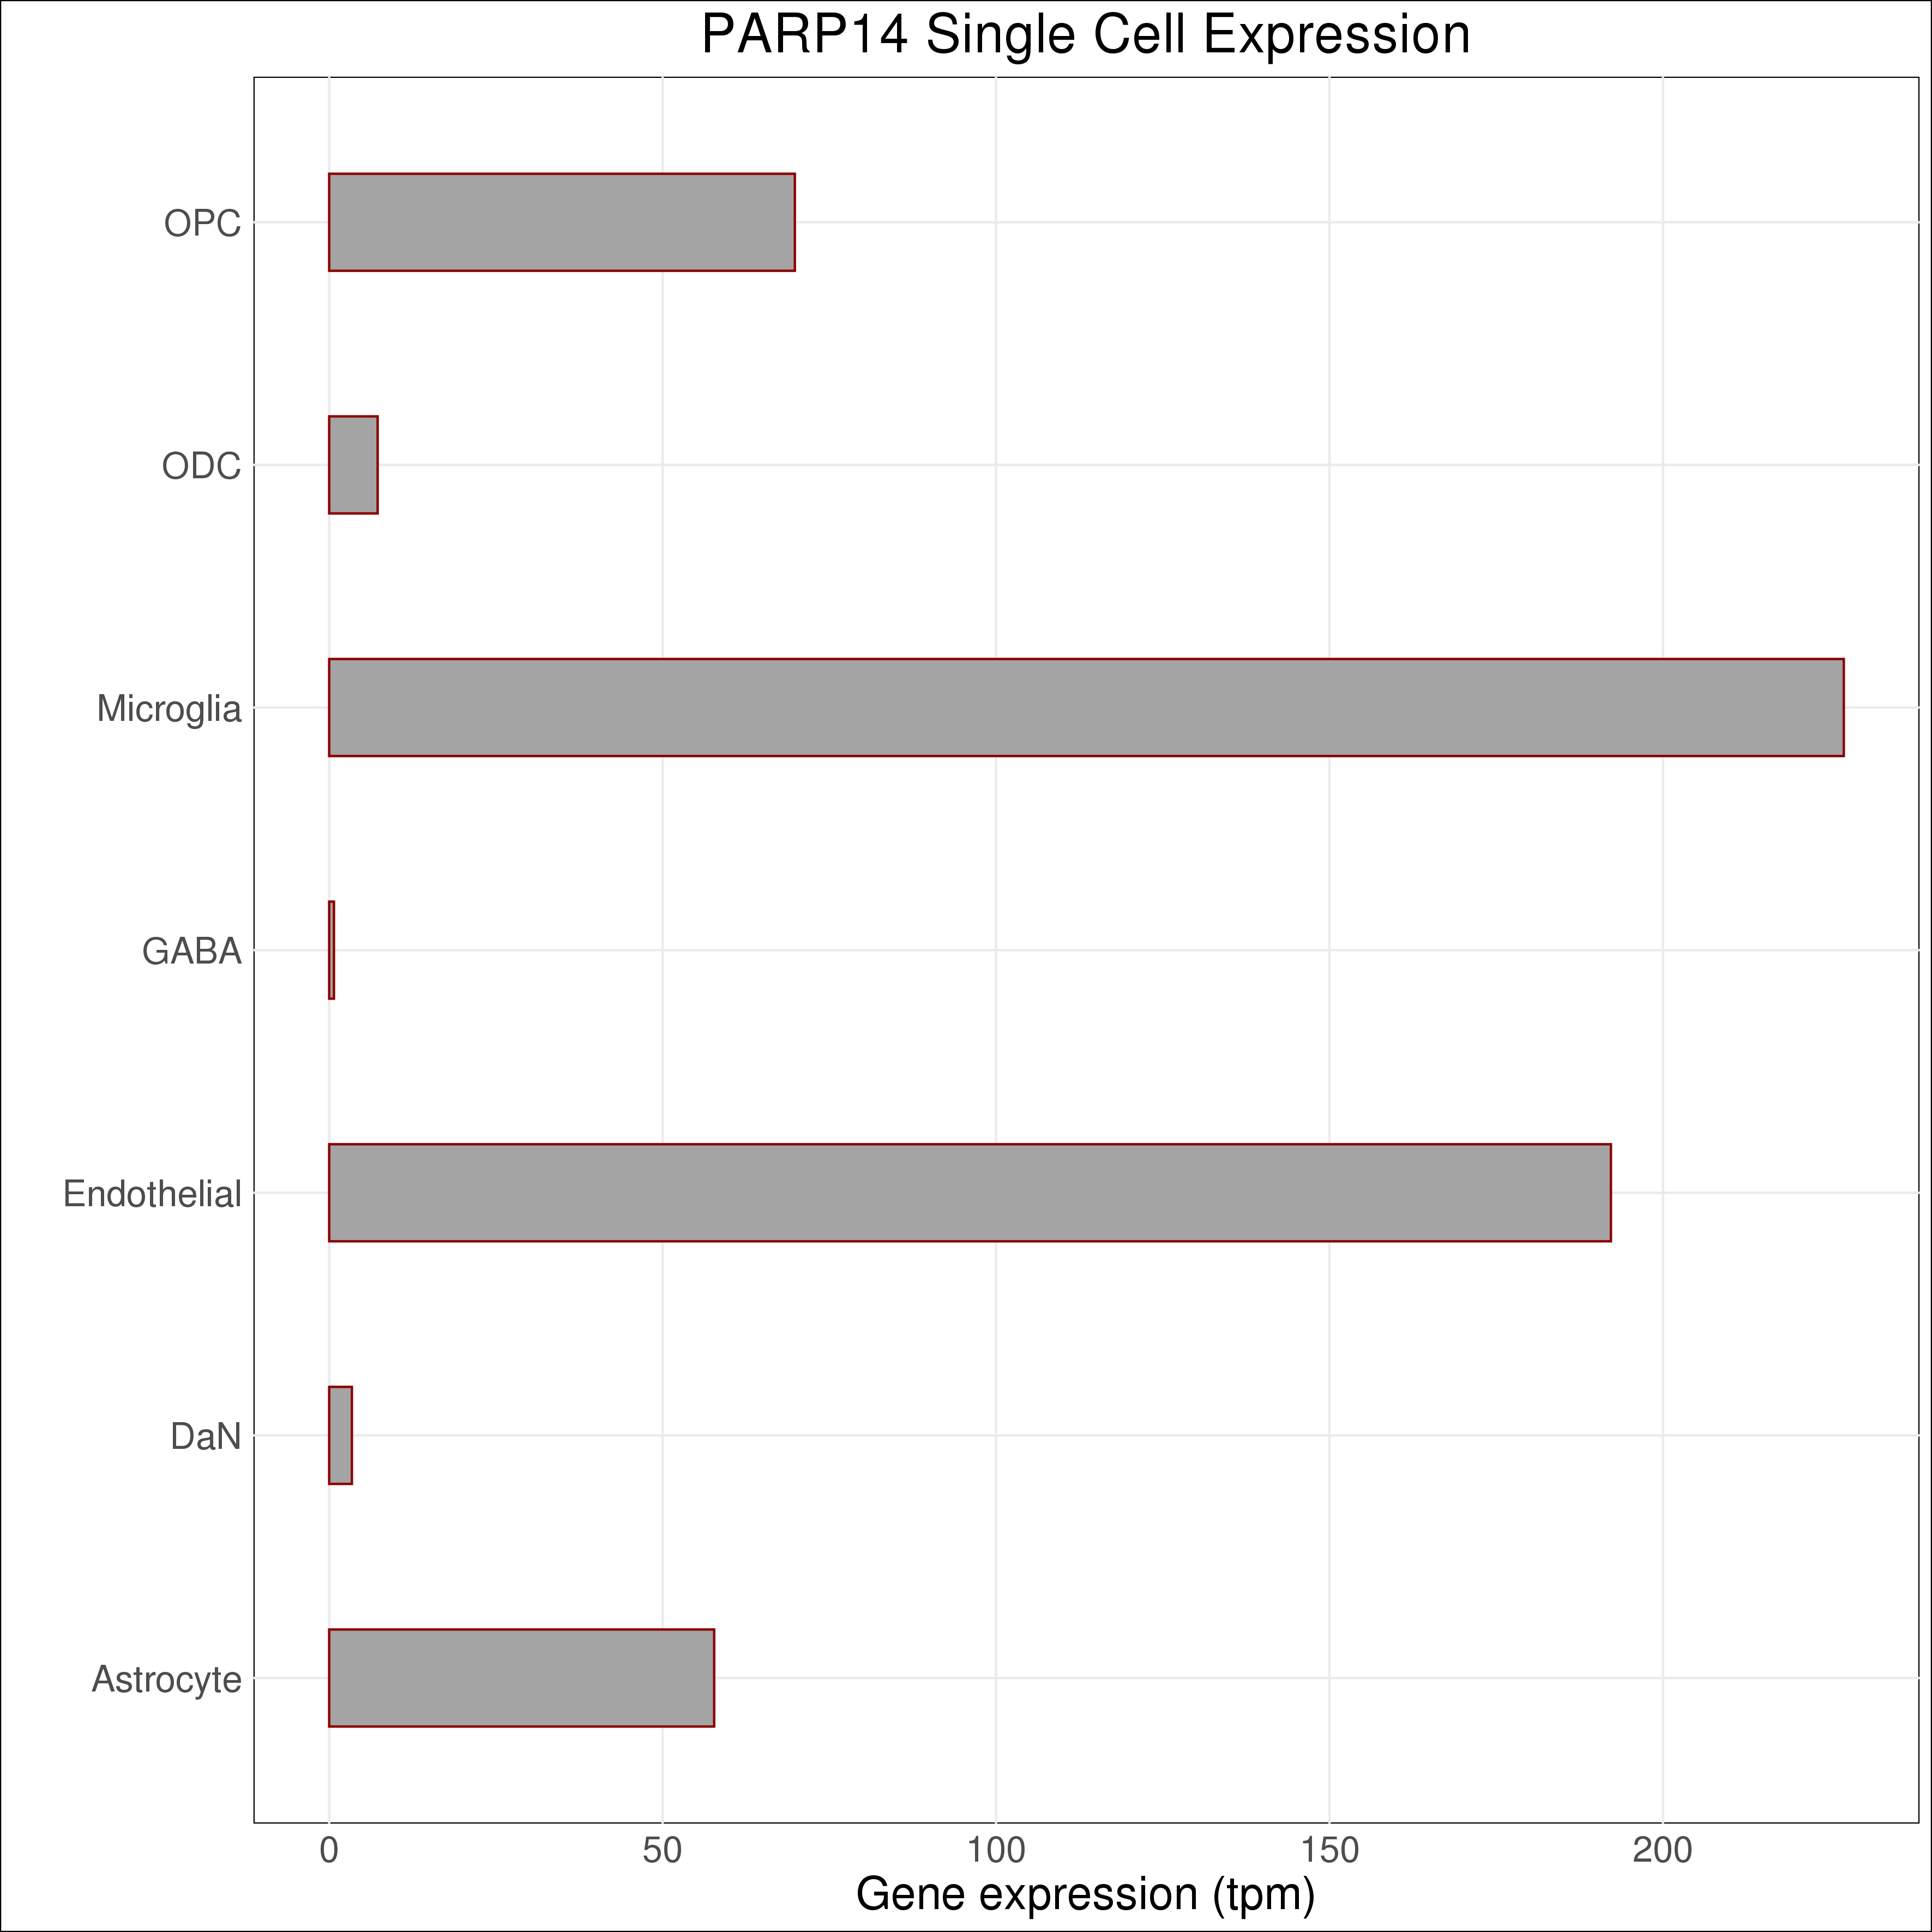 PARP14 Single Cell Expression
OPC
ODC
Microglia
GABA
Endothelial
DaN
Astrocyte
0 50 100 150 200
Gene expression (tpm)